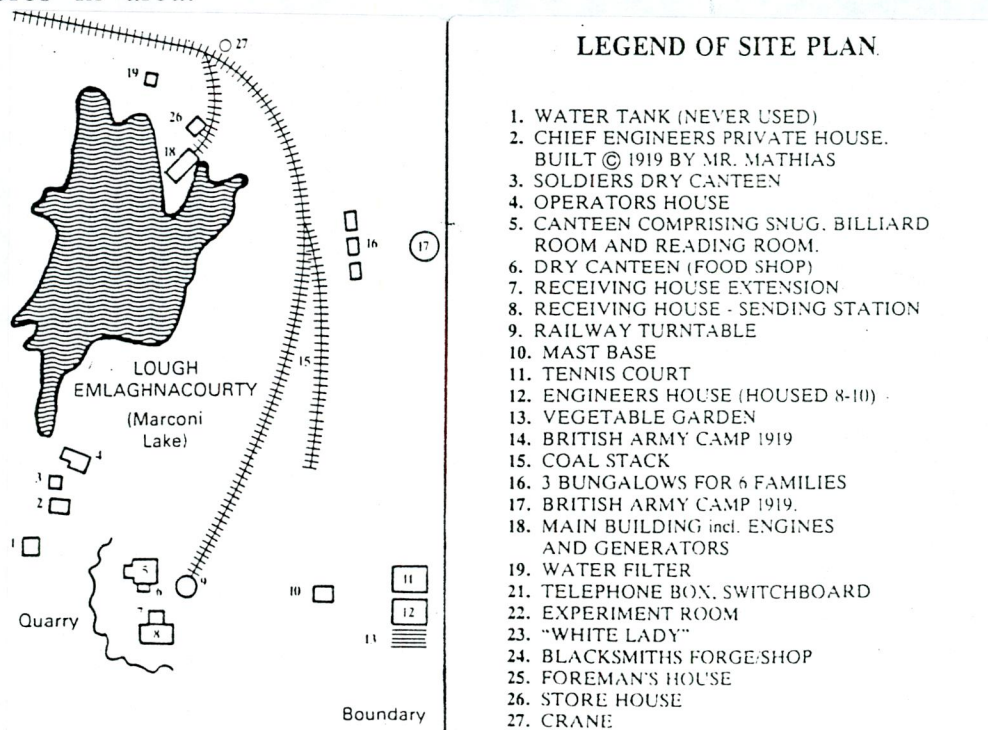 27
19
26
18
16
17
15
LOUGH
EMLAGHNACOURTY
(Marconi
Lake)
4
3
2
1
5
6
7
8
9
10
11
12
13
Quarry
Boundary
LEGEND OF SITE PLAN
1. WATER TANK (NEVER USED)
2. CHIEF ENGINEERS PRIVATE HOUSE.
BUILT © 1919 BY MR. MATHIAS
3. SOLDIERS DRY CANTEEN
4. OPERATORS HOUSE
5. CANTEEN COMPRISING SNUG, BILLIARD
ROOM AND READING ROOM.
6. DRY CANTEEN (FOOD SHOP)
7. RECEIVING HOUSE EXTENSION
8. RECEIVING HOUSE - SENDING STATION
9. RAILWAY TURNTABLE
10. MAST BASE
11. TENNIS COURT
12. ENGINEERS HOUSE (HOUSED 8-10)
13. VEGETABLE GARDEN
14. BRITISH ARMY CAMP 1919
15. COAL STACK
16. 3 BUNGALOWS FOR 6 FAMILIES
17. BRITISH ARMY CAMP 1919.
18. MAIN BUILDING incl. ENGINES
AND GENERATORS
19. WATER FILTER
21. TELEPHONE BOX, SWITCHBOARD
22. EXPERIMENT ROOM
23. "WHITE LADY"
24. BLACKSMITHS FORGE/SHOP
25. FOREMAN'S HOUSE
26. STORE HOUSE
27. CRANE